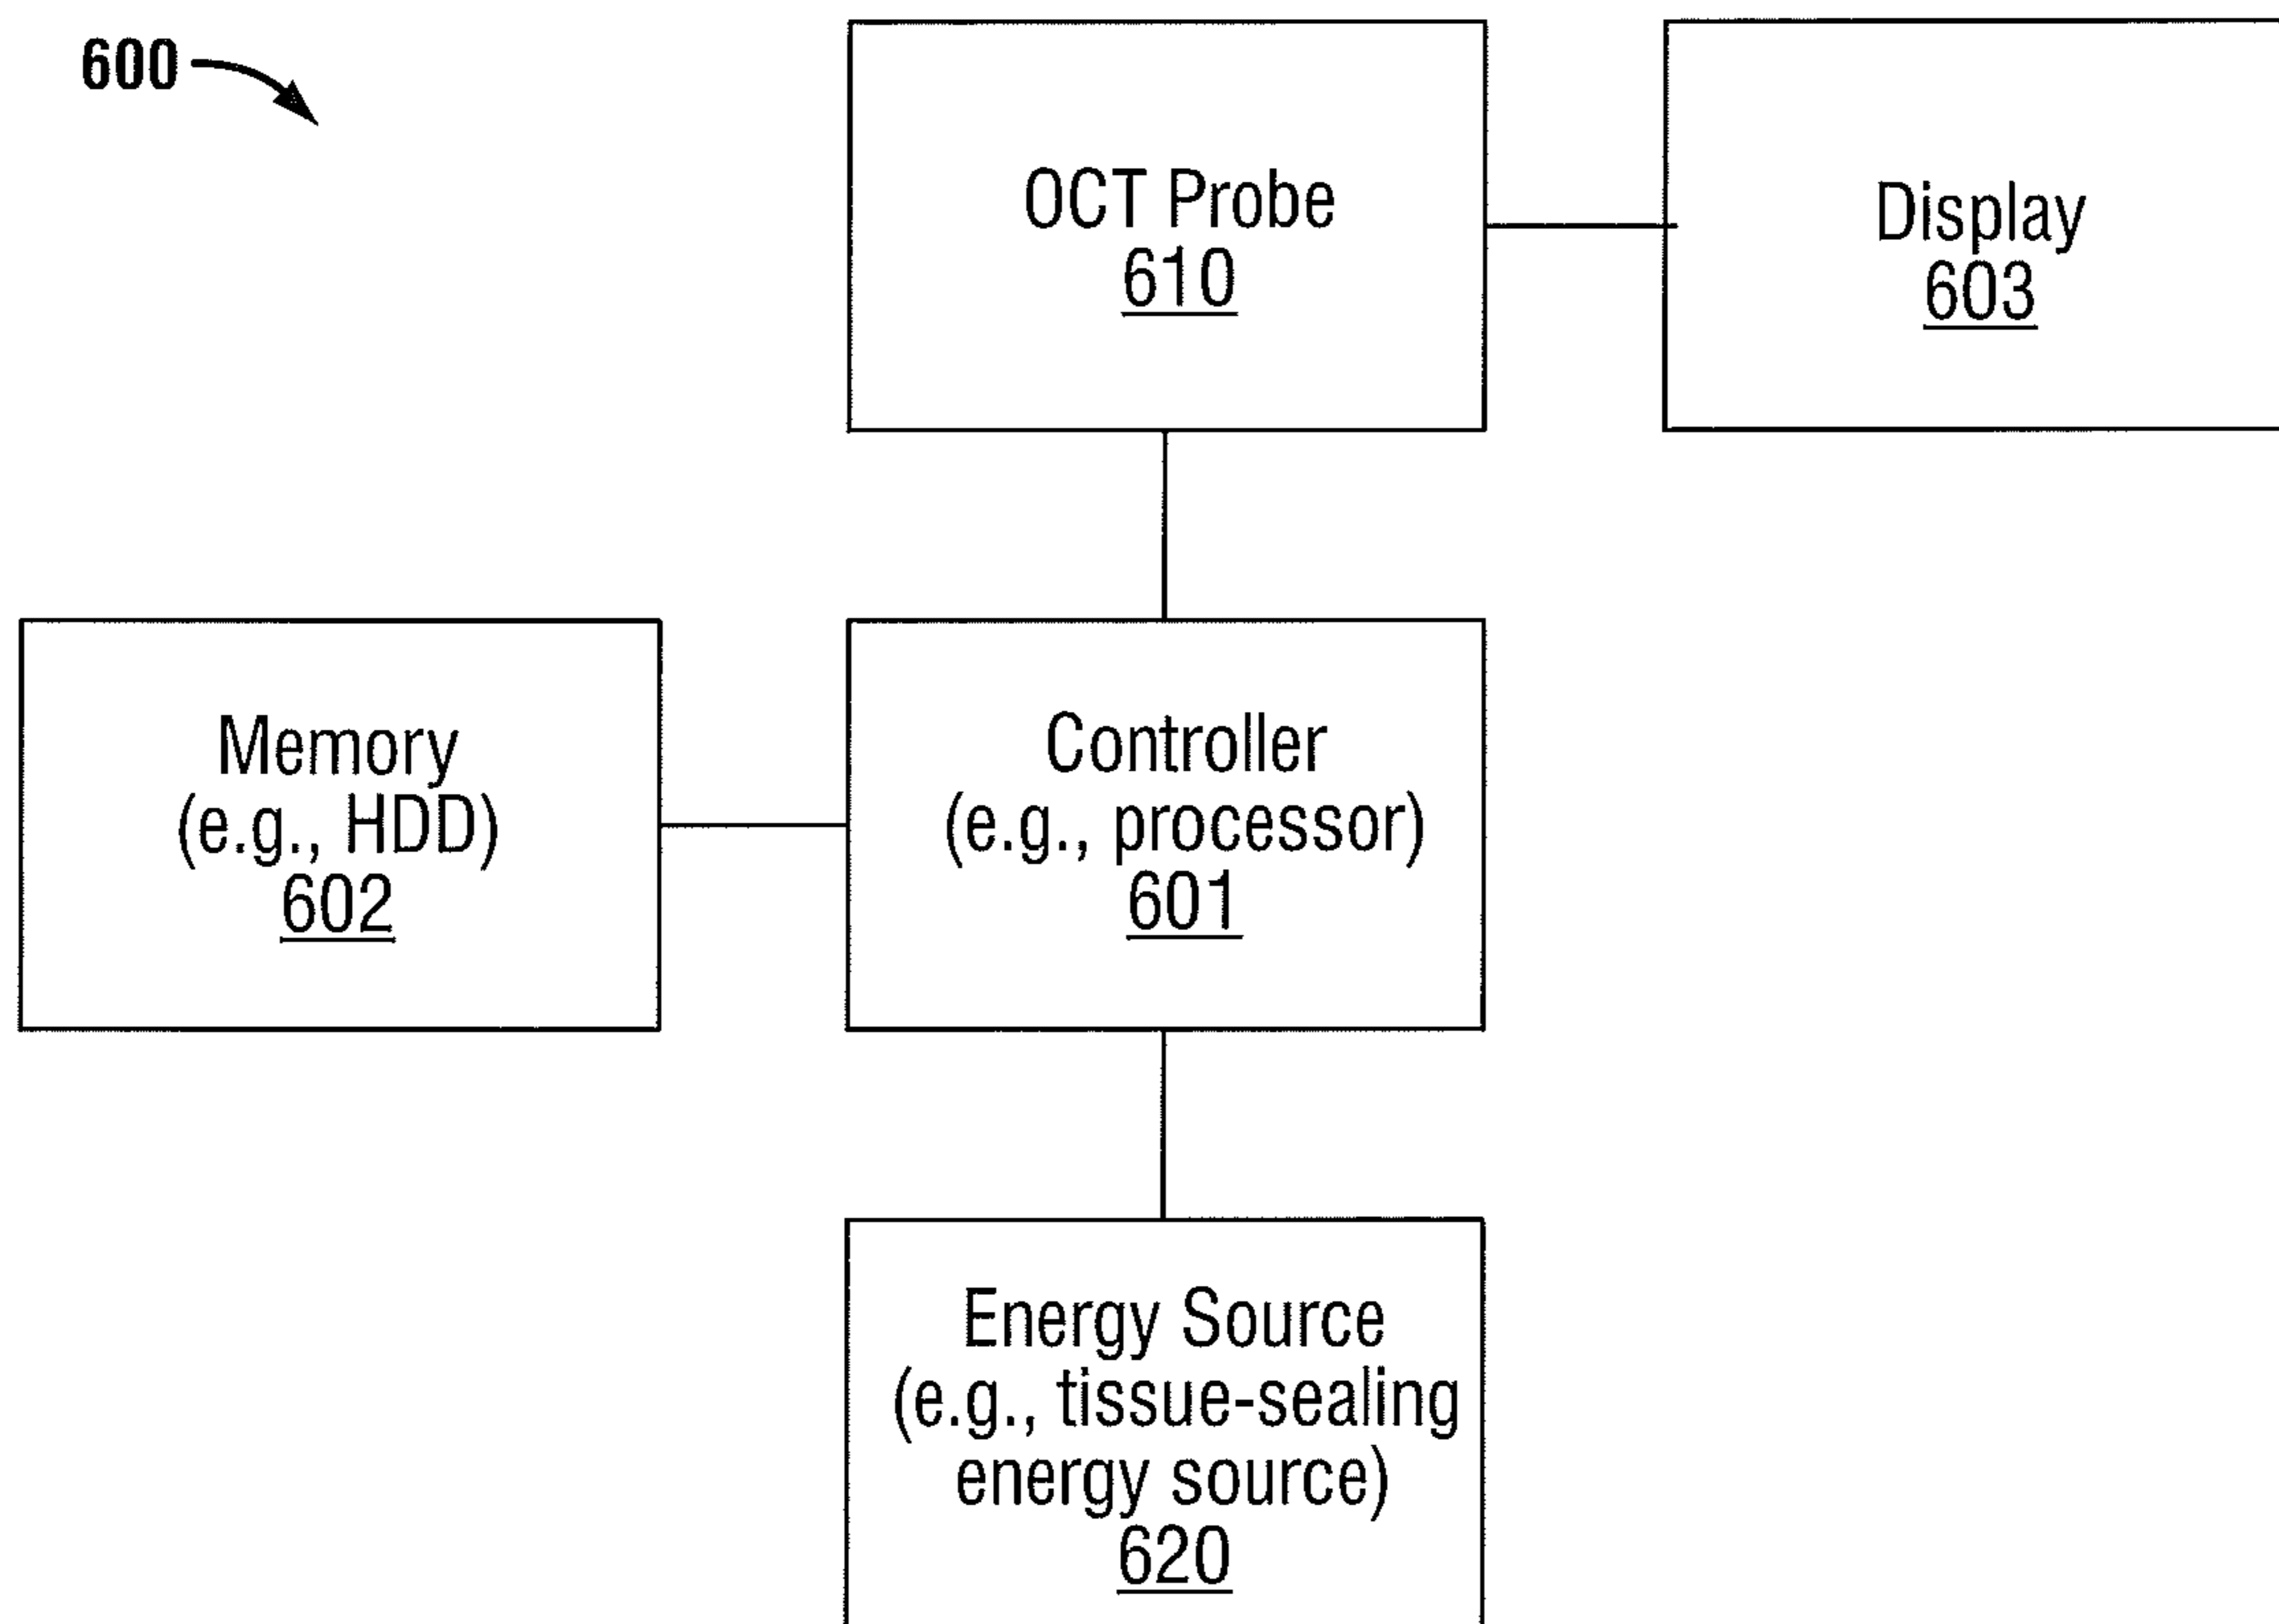 600
OCT Probe
610
Display
603
Memory
(e.g., HDD)
602
Controller
(e.g., processor)
601
Energy Source
(e.g., tissue-sealing
energy source)
620